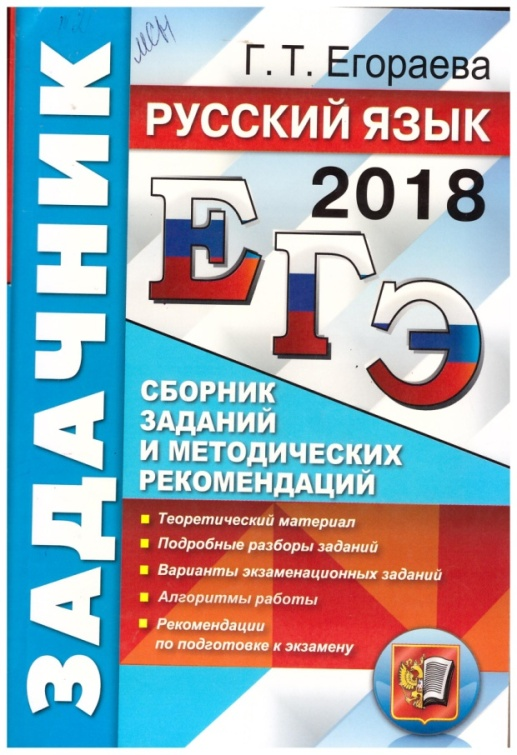 МСН
Г. Т. Егораева
РУССКИЙ ЯЗЫК
2018
ЕГЭ
ЗАДАЧНИК
СБОРНИК
ЗАДАНИЙ
И МЕТОДИЧЕСКИХ
РЕКОМЕНДАЦИЙ
Теоретический материал
Подробные разборы заданий
Варианты экзаменационных заданий
Алгоритмы работы
Рекомендации
по подготовке к экзамену